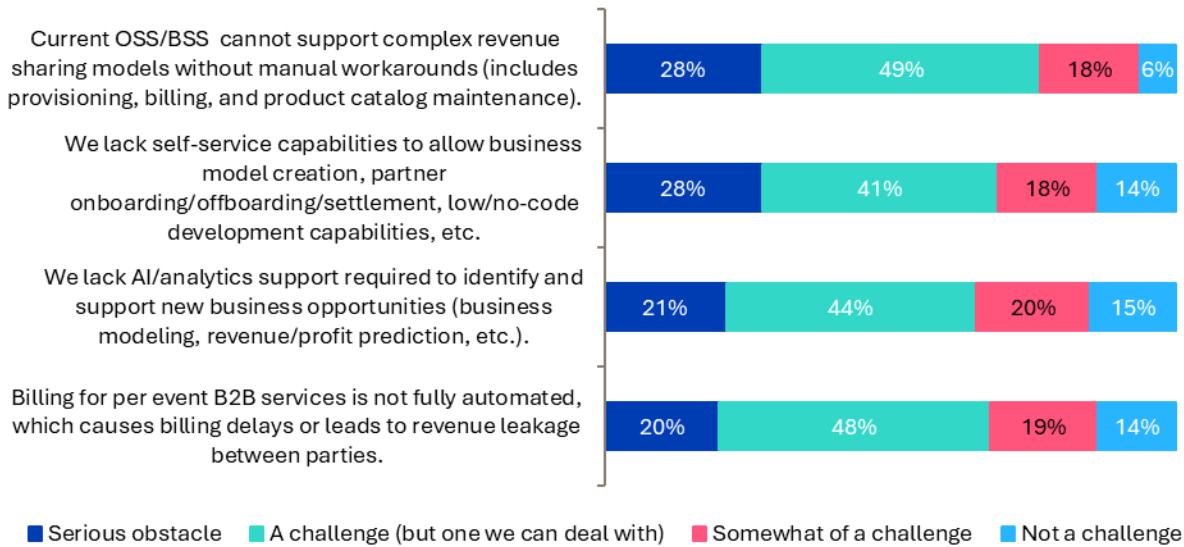 Current OSS/BSS cannot support complex revenue
sharing models without manual workarounds (includes
provisioning, billing, and product catalog maintenance).
28% 49% 18% 6%
We lack self-service capabilities to allow business
model creation, partner
onboarding/offboarding/settlement, low/no-code
development capabilities, etc.
28% 41% 18% 14%
We lack AI/analytics support required to identify and
support new business opportunities (business
modeling, revenue/profit prediction, etc.).
21% 44% 20% 15%
Billing for per event B2B services is not fully automated,
which causes billing delays or leads to revenue leakage
between parties.
20% 48% 19% 14%
Serious obstacle A challenge (but one we can deal with) Somewhat of a challenge Not a challenge